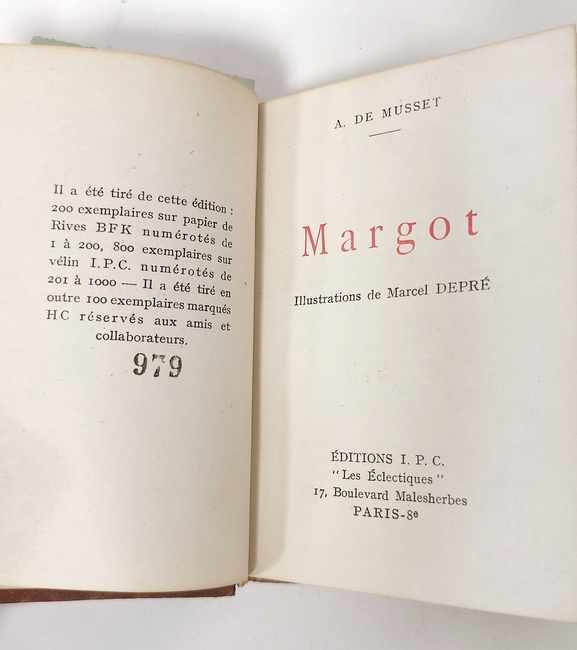 Il a été tiré de cette édition :
200 exemplaires sur papier de
Rives BFK numérotés de
1 à 200, 800 exemplaires sur
vélin I.P.C. numérotés de
201 à 1000 — Il a été tiré en
outre 100 exemplaires marqués
HC réservés aux amis et
collaborateurs.
979
A. DE MUSSET
Margot
Illustrations de Marcel DEPRÉ
ÉDITIONS I. P. C.
"Les Éclectiques"
17, Boulevard Malesherbes
PARIS-8e